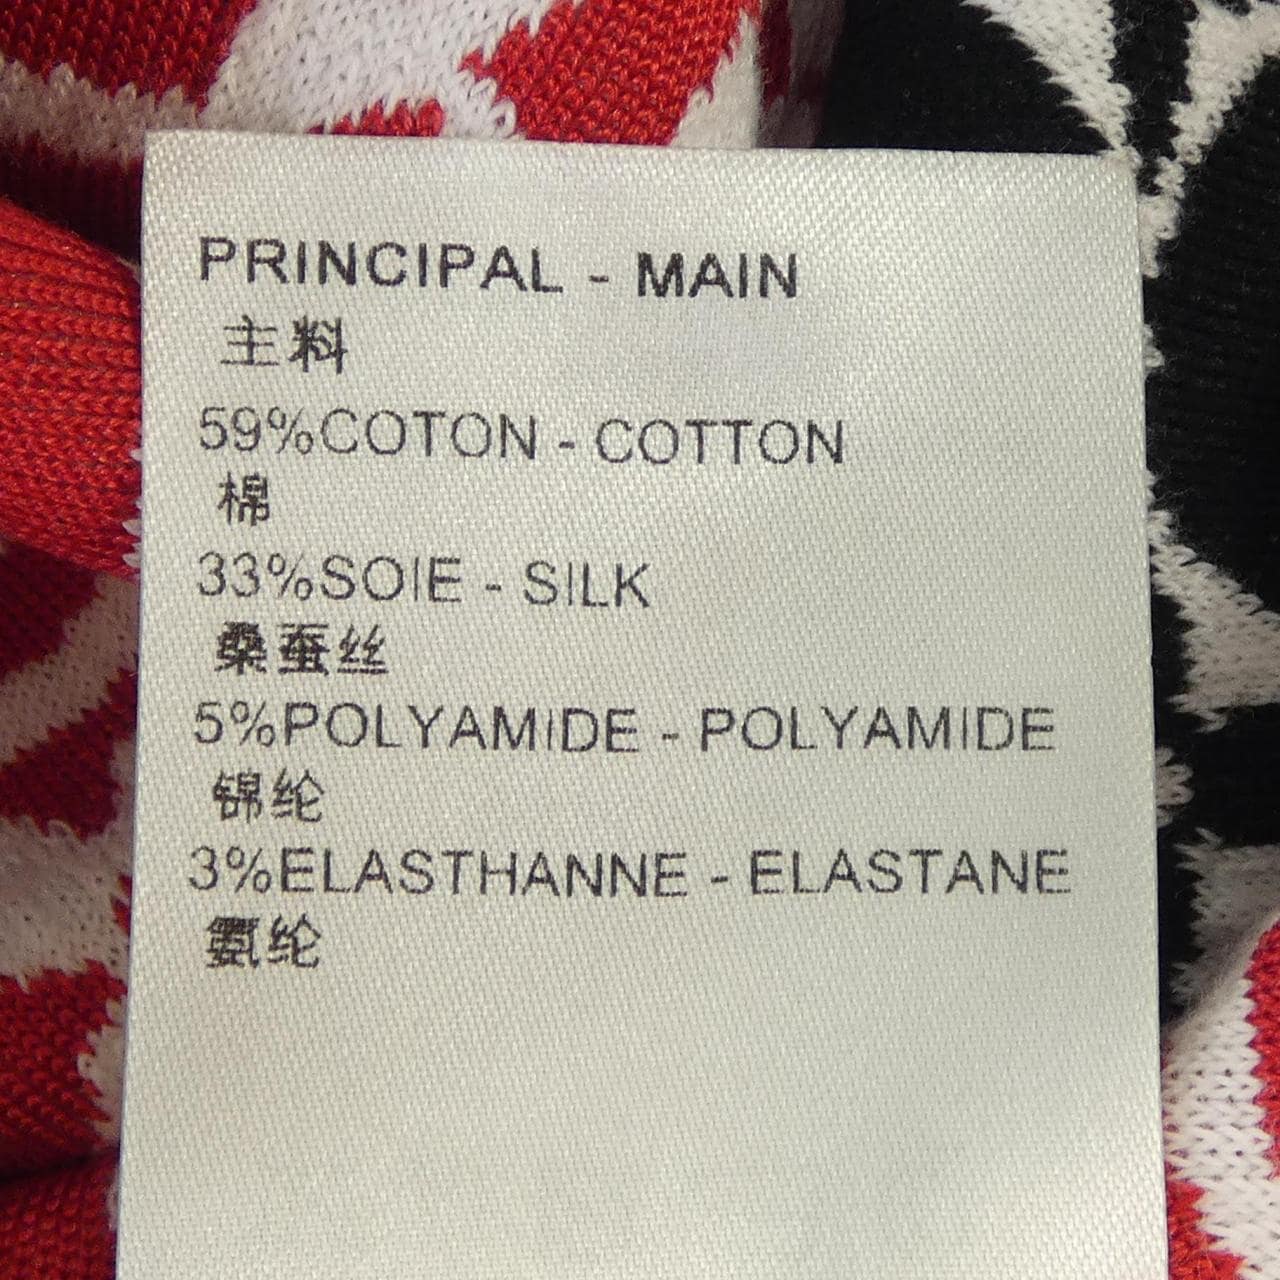 PRINCIPAL - MAIN
主料
59%COTON - COTTON
棉
33%SOIE - SILK
桑蚕丝
5%POLYAMIDE - POLYAMIDE
锦纶
3%ELASTHANNE - ELASTANE
氨纶